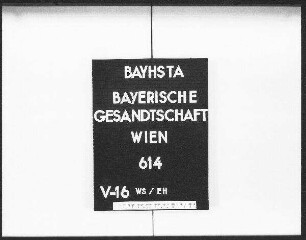 BAYHSTA
BAYERISCHE
GESANDTSCHAFT
WIEN
614
V-16 WS / EH